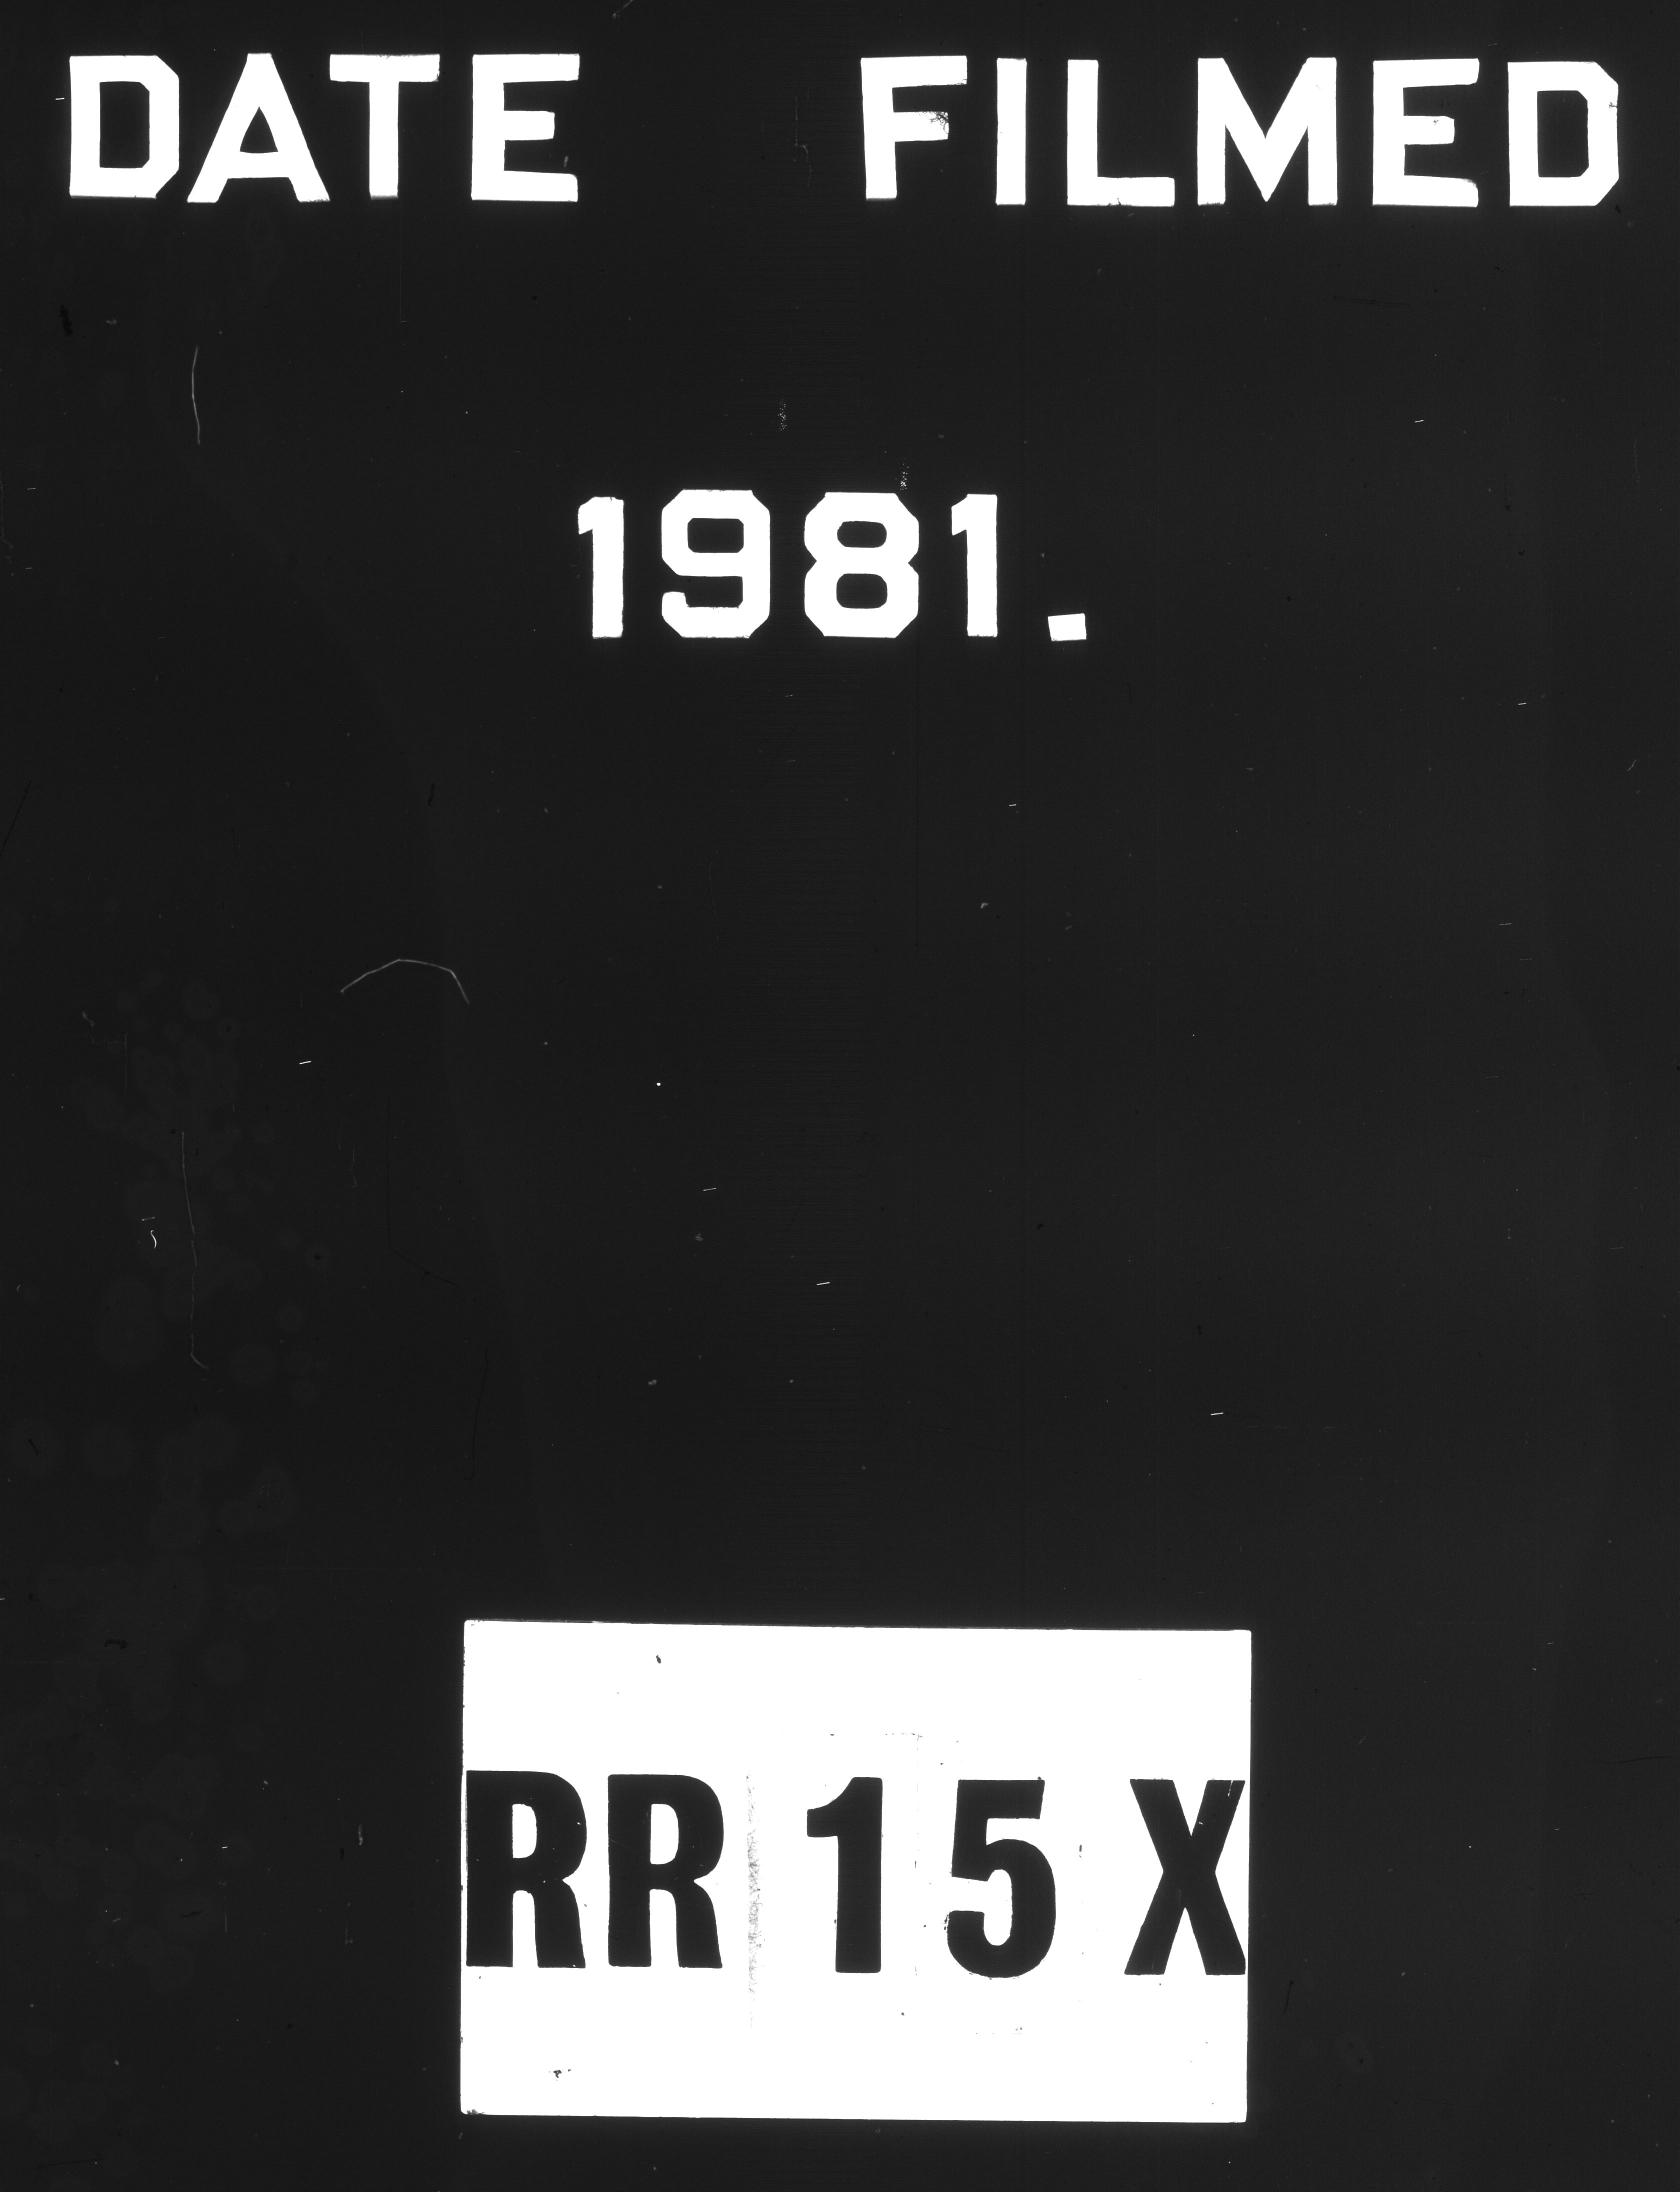 DATE FILMED
1981.
RR 15 X